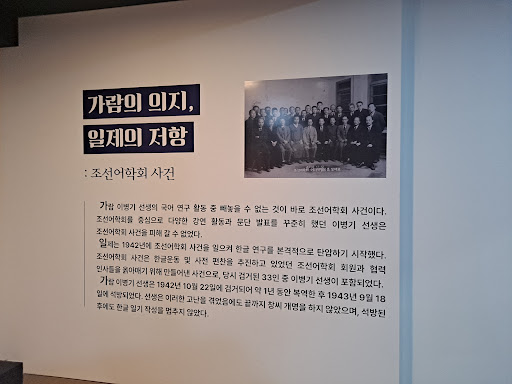 가람의 의지,
일제의 저항
: 조선어학회 사건
가람 이병기 선생의 국어 연구 활동 중 빼놓을 수 없는 것이 바로 조선어학회 사건이다.
조선어학회를 중심으로 다양한 강연 활동과 문단 발표를 꾸준히 했던 이병기 선생은
조선어학회 사건을 피해 갈 수 없었다.
일제는 1942년에 조선어학회 사건을 일으켜 한글 연구를 본격적으로 탄압하기 시작했다.
조선어학회 사건은 한글운동 및 사전 편찬을 추진하고 있었던 조선어학회 회원과 협력
인사들을 옭아매기 위해 만들어낸 사건으로, 당시 검거된 33인 중 이병기 선생이 포함되었다.
가람 이병기 선생은 1942년 10월 22일에 검거되어 약 1년 동안 복역한 후 1943년 9월 18
일에 석방되었다. 선생은 이러한 고난을 겪었음에도 끝까지 창씨 개명을 하지 않았으며, 석방된
후에도 한글 일기 작성을 멈추지 않았다.